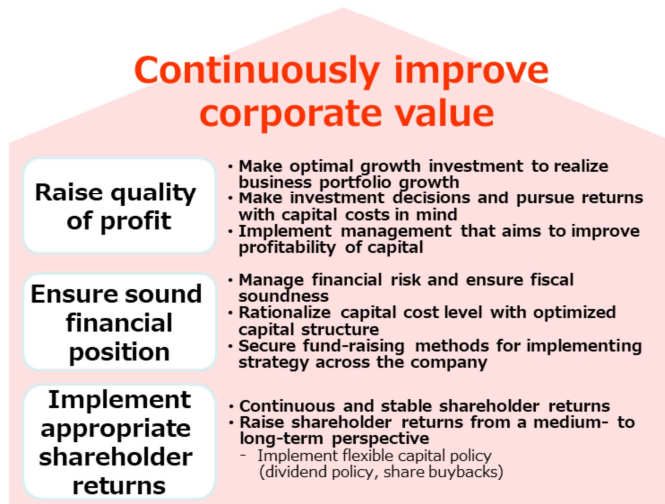 Continuously improve
corporate value
Raise quality
of profit
・Make optimal growth investment to realize
business portfolio growth
・Make investment decisions and pursue returns
with capital costs in mind
・Implement management that aims to improve
profitability of capital
Ensure sound
financial
position
・Manage financial risk and ensure fiscal
soundness
・Rationalize capital cost level with optimized
capital structure
・Secure fund-raising methods for implementing
strategy across the company
Implement
appropriate
shareholder
returns
・Continuous and stable shareholder returns
・Raise shareholder returns from a medium- to
long-term perspective
- Implement flexible capital policy
(dividend policy, share buybacks)